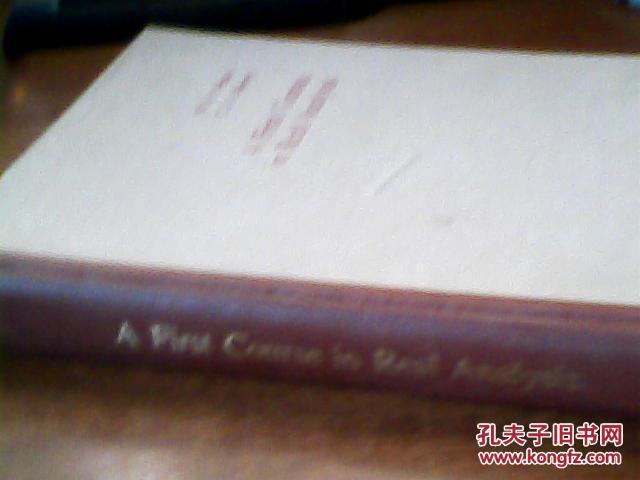 A First Course in Real Analysis
孔夫子旧书网
www.kongfz.com